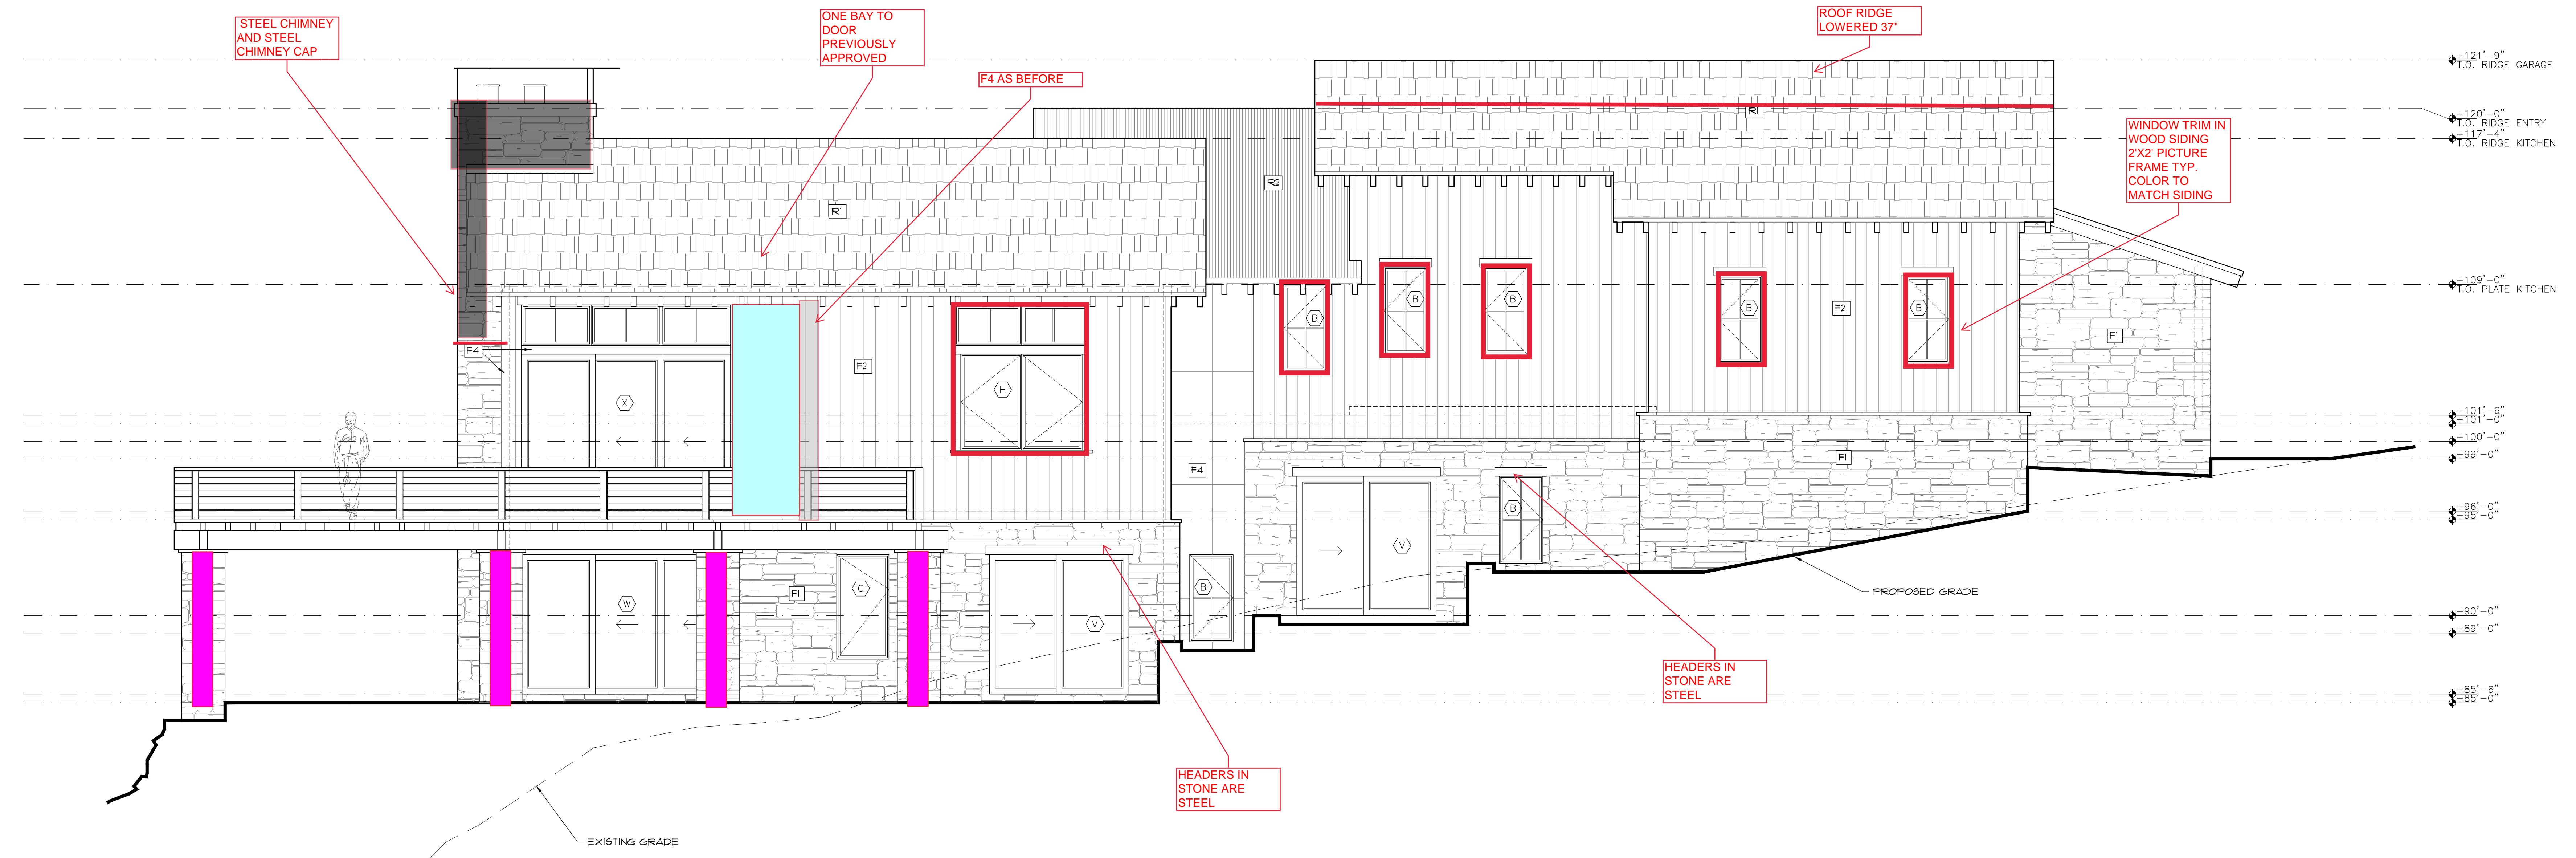 STEEL CHIMNEY
AND STEEL
CHIMNEY CAP
ONE BAY TO
DOOR
PREVIOUSLY
APPROVED
F4 AS BEFORE
ROOF RIDGE
LOWERED 37"
+121'-9"
T.O. RIDGE GARAGE
+120'-0"
T.O. RIDGE ENTRY
+117'-4"
T.O. RIDGE KITCHEN
WINDOW TRIM IN
WOOD SIDING
2'X2' PICTURE
FRAME TYP.
COLOR TO
MATCH SIDING
R1
R2
R1
+109'-0"
T.O. PLATE KITCHEN
B
B
B
B
F2
B
F1
F4
F2
H
X
+101'-6"
+101'-0"
+100'-0"
+99'-0"
F4
F1
B
V
+96'-0"
+95'-0"
W
F1
C
B
V
PROPOSED GRADE
+90'-0"
+89'-0"
HEADERS IN
STONE ARE
STEEL
+85'-6"
+85'-0"
HEADERS IN
STONE ARE
STEEL
EXISTING GRADE